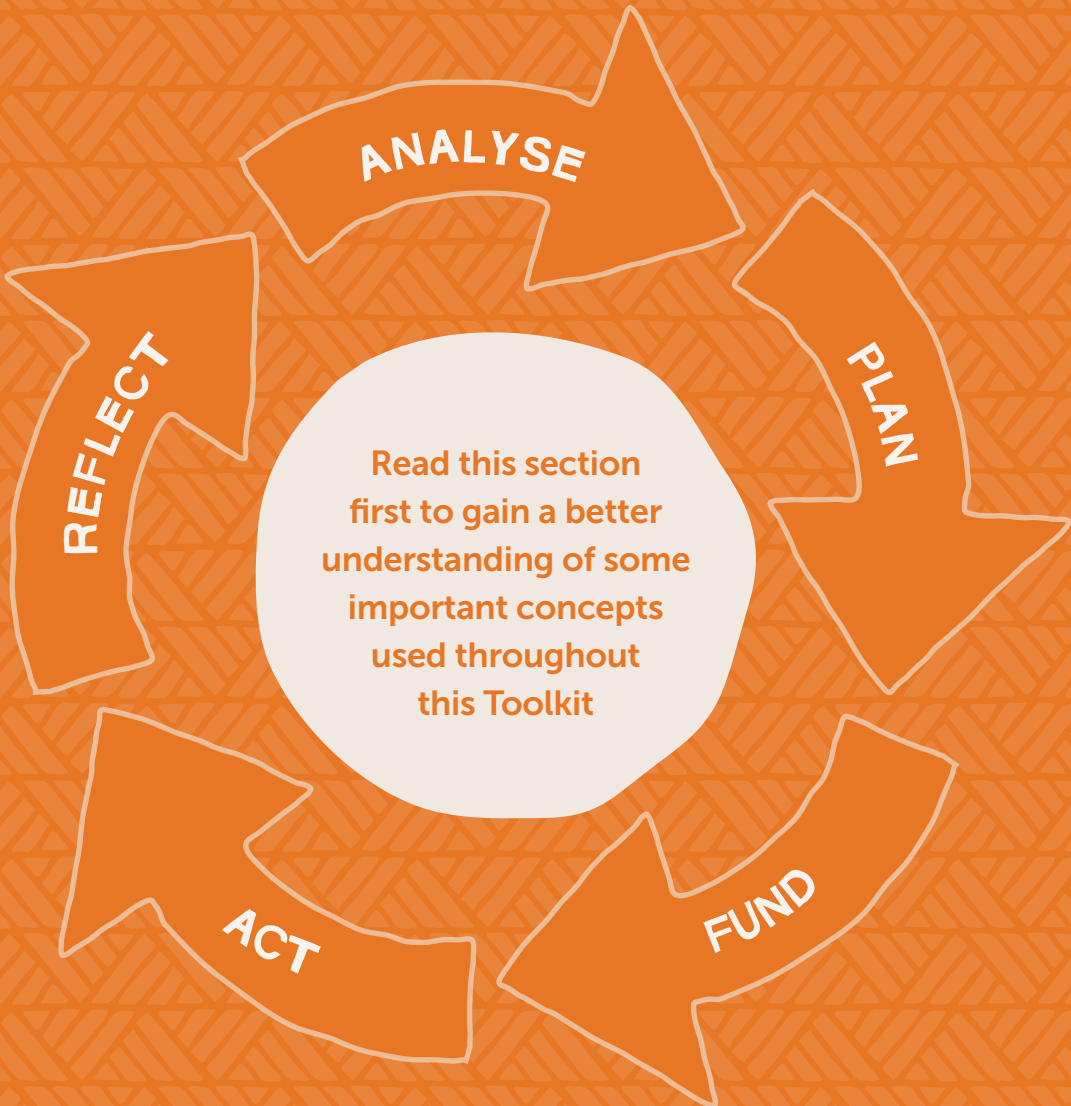 ANALYSE
PLAN
FUND
ACT
REFLECT
Read this section
first to gain a better
understanding of some
important concepts
used throughout
this Toolkit